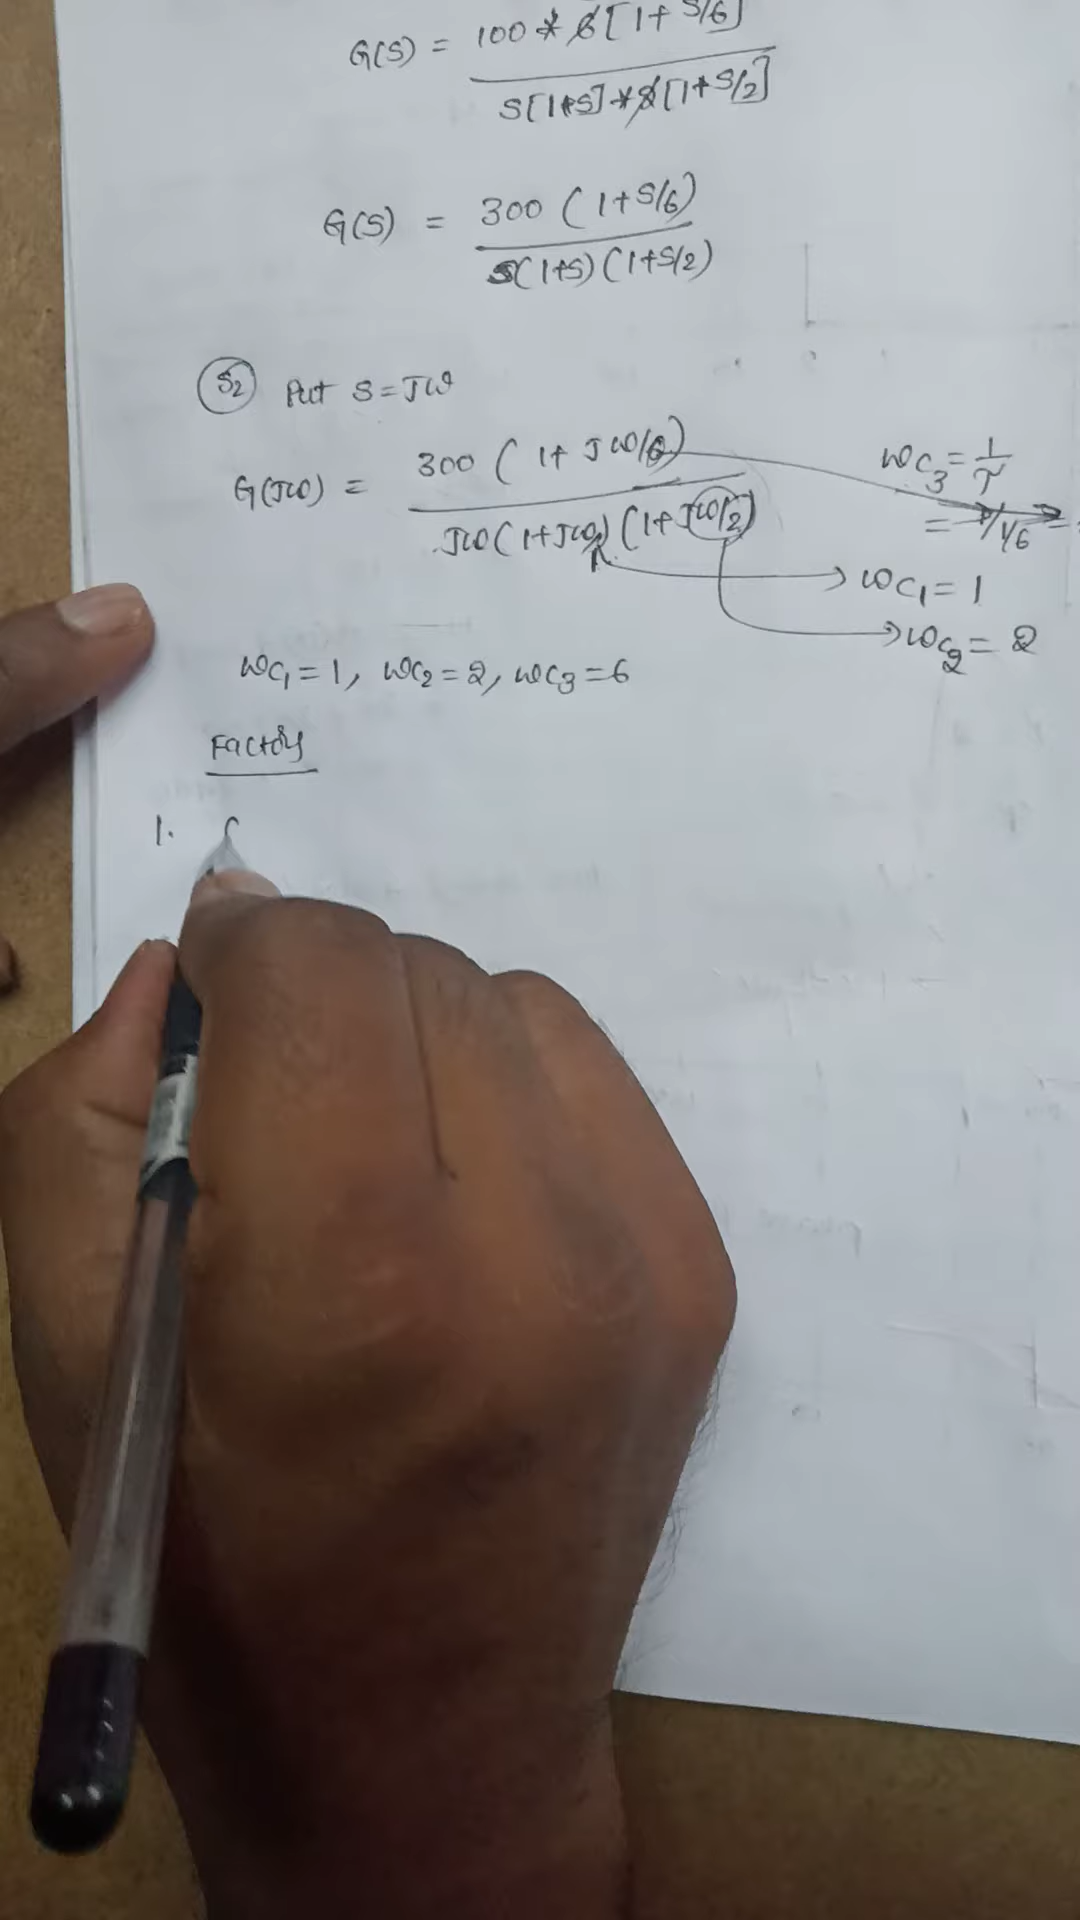 G(S) = 100 * 6 [1 + S/6]
S[1+S] * 2 [1 + S/2]
G(S) = 300 (1 + S/6)
S(1+S) (1+S/2)
S2 Put S = Jω
G(Jω) = 300 (1 + Jω/6)
Jω(1+Jω) (1+Jω/2)
ωc3 = 1/T
= 1/1/6 =
ωc1 = 1
ωc2 = 2
ωc1 = 1, ωc2 = 2, ωc3 = 6
Factors
1.